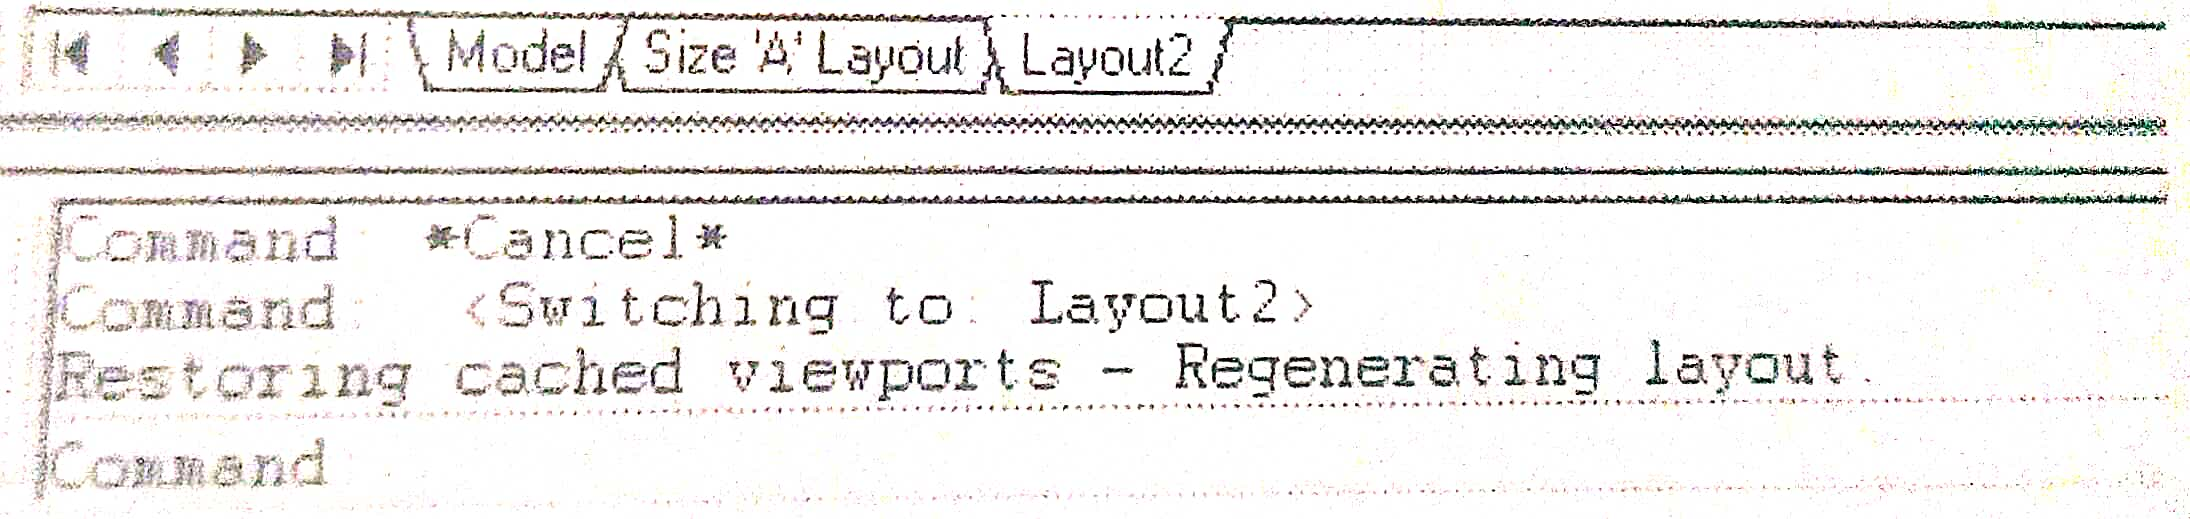 Model Size 'A' Layout Layout2
Command *Cancel*
Command <Switching to: Layout2>
Restoring cached viewports - Regenerating layout.
Command